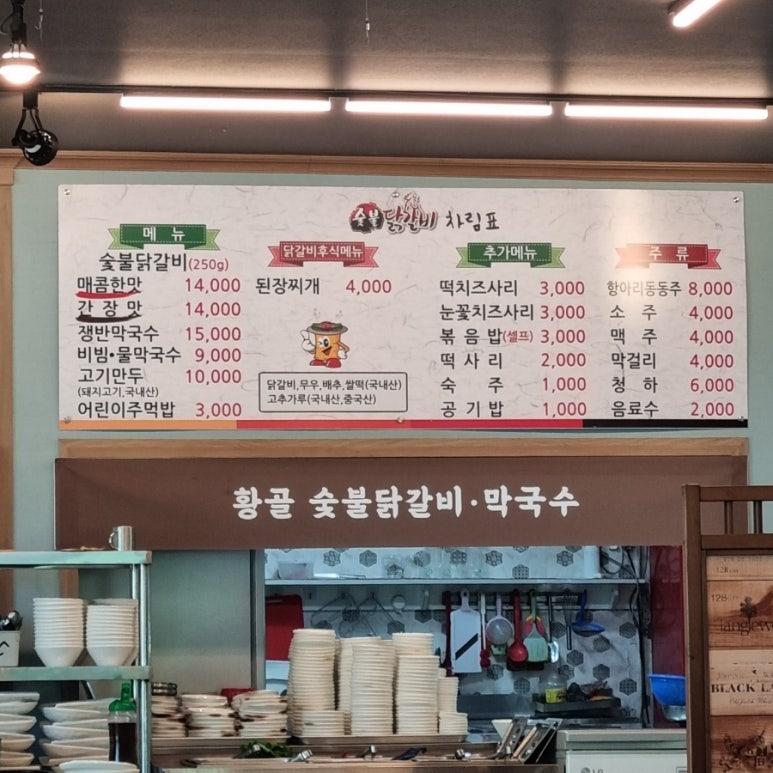 숯불닭갈비 차림표
메 뉴
숯불닭갈비(250g)
매콤한맛 14,000
간 장 맛 14,000
쟁반막국수 15,000
비빔•물막국수 9,000
고기만두 10,000
(돼지고기,국내산)
어린이주먹밥 3,000
닭갈비후식메뉴
된장찌개 4,000
닭갈비,무우,배추,쌀떡(국내산)
고추가루(국내산,중국산)
추가메뉴
떡치즈사리 3,000
눈꽃치즈사리 3,000
볶 음 밥(셀프) 3,000
떡 사 리 2,000
숙 주 1,000
공 기 밥 1,000
주 류
항아리동동주 8,000
소 주 4,000
맥 주 4,000
막걸리 4,000
청 하 6,000
음료수 2,000
황골 숯불닭갈비·막국수
128
BLACK
LG